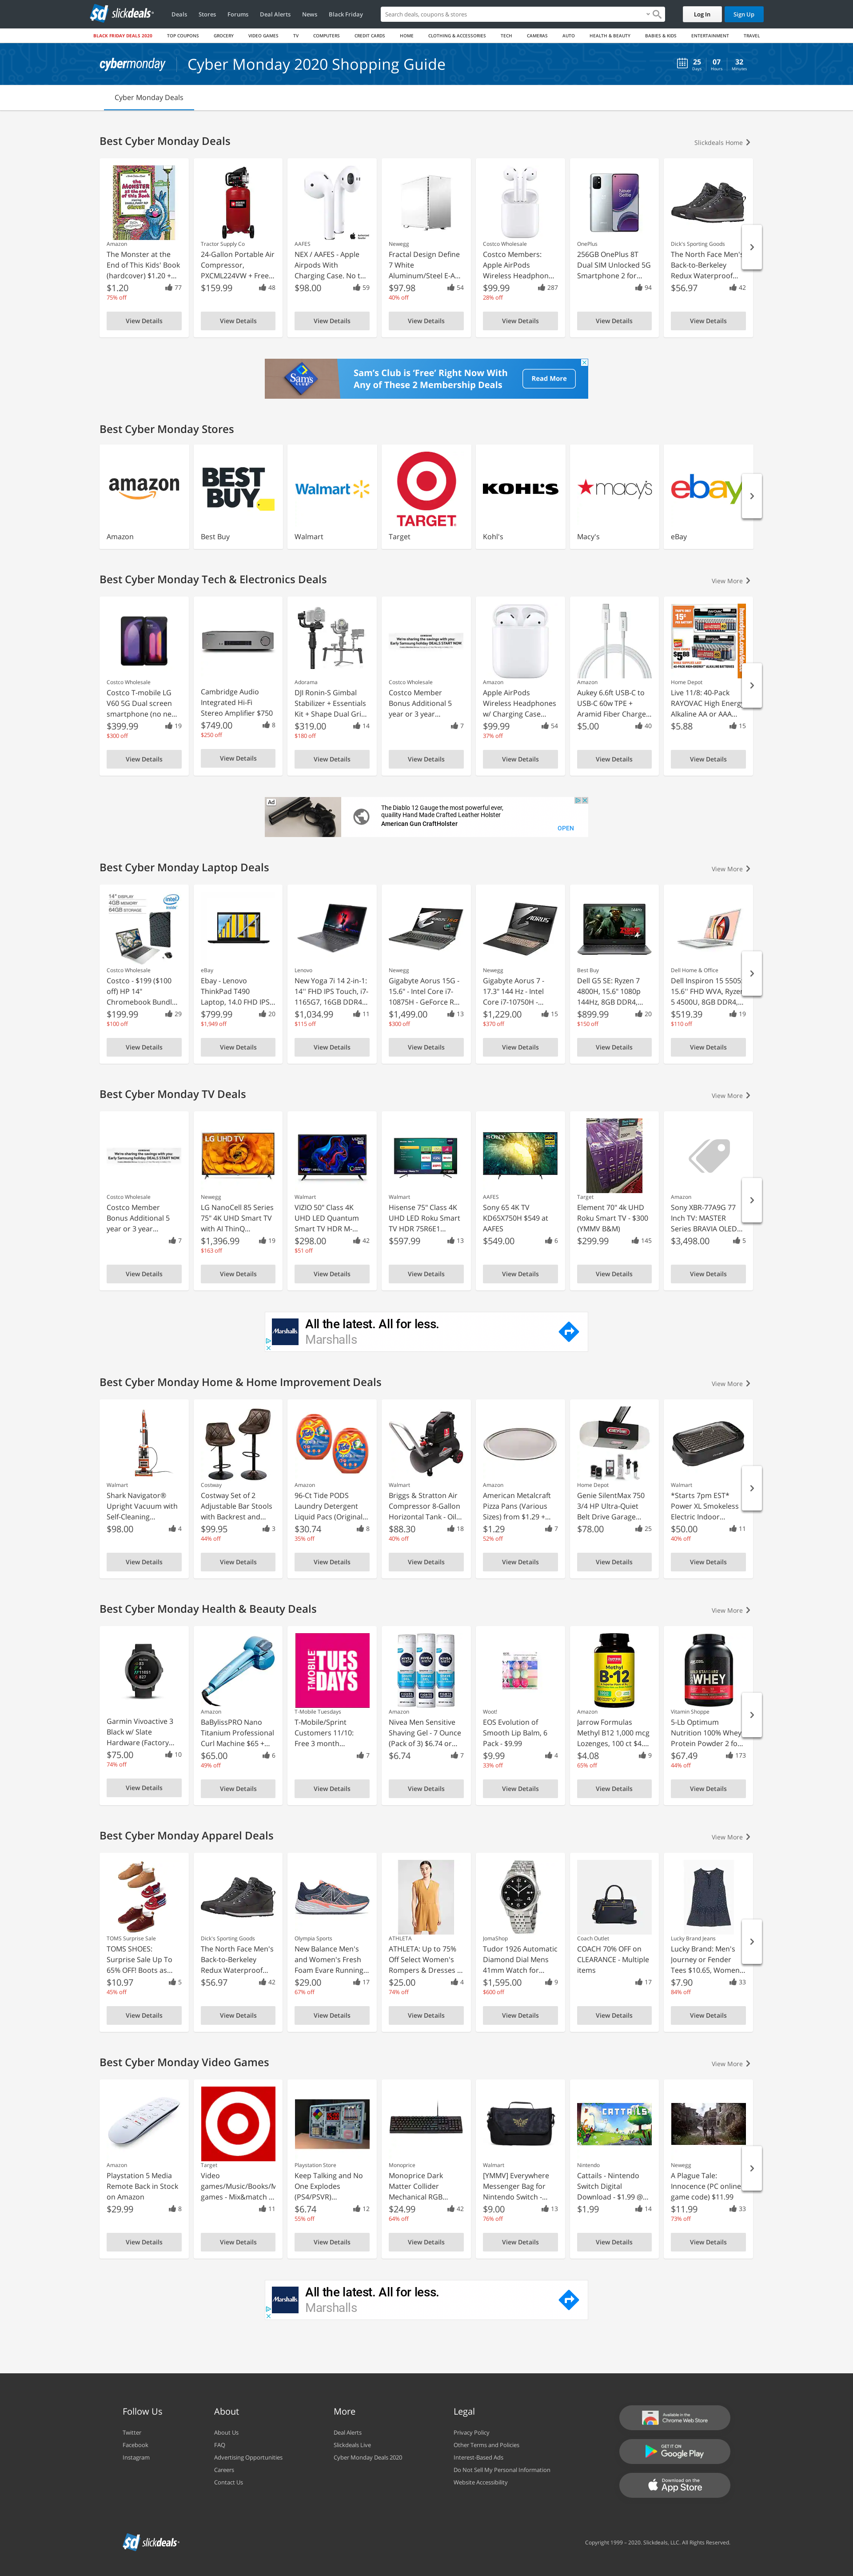 sd slickdeals
Deals Stores Forums Deal Alerts News Black Friday
Search deals, coupons & stores
Log In Sign Up
BLACK FRIDAY DEALS 2020 TOP COUPONS GROCERY VIDEO GAMES TV COMPUTERS CREDIT CARDS HOME CLOTHING & ACCESSORIES TECH CAMERAS AUTO HEALTH & BEAUTY BABIES & KIDS ENTERTAINMENT TRAVEL
cybermonday Cyber Monday 2020 Shopping Guide
25 07 32
Days Hours Minutes
Cyber Monday Deals
Best Cyber Monday Deals
Slickdeals Home
Amazon
The Monster at the
End of This Kids' Book
(hardcover) $1.20 +...
$1.20 77
75% off
View Details
Tractor Supply Co
24-Gallon Portable Air
Compressor,
PXCML224VW + Free...
$159.99 48
View Details
AAFES
NEX / AAFES - Apple
Airpods With
Charging Case. No t...
$98.00 59
View Details
Newegg
Fractal Design Define
7 White
Aluminum/Steel E-A...
$97.98 54
40% off
View Details
Costco Wholesale
Costco Members:
Apple AirPods
Wireless Headphon...
$99.99 287
28% off
View Details
OnePlus
256GB OnePlus 8T
Dual SIM Unlocked 5G
Smartphone 2 for...
94
View Details
Dick's Sporting Goods
The North Face Men's
Back-to-Berkeley
Redux Waterproof...
$56.97 42
View Details
Sam's Club is 'Free' Right Now With
Any of These 2 Membership Deals
Read More
Best Cyber Monday Stores
amazon
Amazon
BEST BUY
Best Buy
Walmart
Walmart
TARGET
Target
KOHL'S
Kohl's
macy's
Macy's
ebay
eBay
Best Cyber Monday Tech & Electronics Deals
View More
Costco Wholesale
Costco T-mobile LG
V60 5G Dual screen
smartphone (no ne...
$399.99 19
$300 off
View Details
Cambridge Audio
Integrated Hi-Fi
Stereo Amplifier $750
$749.00 8
$250 off
View Details
Adorama
DJI Ronin-S Gimbal
Stabilizer + Essentials
Kit + Shape Dual Gri...
$319.00 14
$180 off
View Details
We're sharing the savings with you
Early Samsung holiday DEALS START NOW
Costco Wholesale
Costco Member
Bonus Additional 5
year or 3 year...
7
View Details
Amazon
Apple AirPods
Wireless Headphones
w/ Charging Case...
$99.99 54
37% off
View Details
Amazon
Aukey 6.6ft USB-C to
USB-C 60w TPE +
Aramid Fiber Charge...
$5.00 40
View Details
Home Depot
Live 11/8: 40-Pack
RAYOVAC High Energy
Alkaline AA or AAA...
$5.88 15
View Details
Ad
The Diablo 12 Gauge the most powerful ever,
quaility Hand Made Crafted Leather Holster
American Gun CraftHolster
OPEN
Best Cyber Monday Laptop Deals
View More
14" DISPLAY
4GB MEMORY
64GB STORAGE
Costco Wholesale
Costco - $199 ($100
off) HP 14"
Chromebook Bundl...
$199.99 29
$100 off
View Details
eBay
Ebay - Lenovo
ThinkPad T490
Laptop, 14.0 FHD IPS...
$799.99 20
$1,949 off
View Details
Lenovo
New Yoga 7i 14 2-in-1:
14'' FHD IPS Touch, i7-
1165G7, 16GB DDR4...
$1,034.99 11
$115 off
View Details
Newegg
Gigabyte Aorus 15G -
15.6" - Intel Core i7-
10875H - GeForce R...
$1,499.00 13
$300 off
View Details
Newegg
Gigabyte Aorus 7 -
17.3" 144 Hz - Intel
Core i7-10750H -...
$1,229.00 15
$370 off
View Details
Best Buy
Dell G5 SE: Ryzen 7
4800H, 15.6" 1080p
144Hz, 8GB DDR4,...
$899.99 20
$150 off
View Details
Dell Home & Office
Dell Inspiron 15 5505:
15.6'' FHD WVA, Ryzen
5 4500U, 8GB DDR4,...
$519.39 19
$110 off
View Details
Best Cyber Monday TV Deals
View More
We're sharing the savings with you
Early Samsung holiday DEALS START NOW
Costco Wholesale
Costco Member
Bonus Additional 5
year or 3 year...
7
View Details
LG UHD TV
Newegg
LG NanoCell 85 Series
75" 4K UHD Smart TV
with AI ThinQ...
$1,396.99 19
$163 off
View Details
Walmart
VIZIO 50" Class 4K
UHD LED Quantum
Smart TV HDR M-...
$298.00 42
$51 off
View Details
Walmart
Hisense 75" Class 4K
UHD LED Roku Smart
TV HDR 75R6E1...
$597.99 13
View Details
SONY
AAFES
Sony 65 4K TV
KD65X750H $549 at
AAFES
$549.00 6
View Details
Target
Element 70" 4k UHD
Roku Smart TV - $300
(YMMV B&M)
$299.99 145
View Details
Amazon
Sony XBR-77A9G 77
Inch TV: MASTER
Series BRAVIA OLED...
$3,498.00 5
View Details
Marshalls
All the latest. All for less.
Marshalls
Best Cyber Monday Home & Home Improvement Deals
View More
Walmart
Shark Navigator®
Upright Vacuum with
Self-Cleaning...
$98.00 4
View Details
Costway
Costway Set of 2
Adjustable Bar Stools
with Backrest and...
$99.95 3
44% off
View Details
Amazon
96-Ct Tide PODS
Laundry Detergent
Liquid Pacs (Original...
$30.74 8
35% off
View Details
Walmart
Briggs & Stratton Air
Compressor 8-Gallon
Horizontal Tank - Oil...
$88.30 18
40% off
View Details
Amazon
American Metalcraft
Pizza Pans (Various
Sizes) from $1.29 +...
$1.29 7
52% off
View Details
Home Depot
Genie SilentMax 750
3/4 HP Ultra-Quiet
Belt Drive Garage...
$78.00 25
View Details
Walmart
*Starts 7pm EST*
Power XL Smokeless
Electric Indoor...
$50.00 11
40% off
View Details
Best Cyber Monday Health & Beauty Deals
View More
Garmin Vivoactive 3
Black w/ Slate
Hardware (Factory...
$75.00 10
74% off
View Details
Amazon
BaBylissPRO Nano
Titanium Professional
Curl Machine $65 +...
$65.00 6
49% off
View Details
T-MOBILE TUESDAYS
T-Mobile Tuesdays
T-Mobile/Sprint
Customers 11/10:
Free 3 month...
7
View Details
Amazon
Nivea Men Sensitive
Shaving Gel - 7 Ounce
(Pack of 3) $6.74 or...
$6.74 7
View Details
Woot!
EOS Evolution of
Smooth Lip Balm, 6
Pack - $9.99
$9.99 4
33% off
View Details
Methyl
B-12
Amazon
Jarrow Formulas
Methyl B12 1,000 mcg
Lozenges, 100 ct $4....
$4.08 9
65% off
View Details
WHEY
Vitamin Shoppe
5-Lb Optimum
Nutrition 100% Whey
Protein Powder 2 fo...
$67.49 173
44% off
View Details
Best Cyber Monday Apparel Deals
View More
TOMS Surprise Sale
TOMS SHOES:
Surprise Sale Up To
65% OFF! Boots as...
$10.97 5
45% off
View Details
Dick's Sporting Goods
The North Face Men's
Back-to-Berkeley
Redux Waterproof...
$56.97 42
View Details
Olympia Sports
New Balance Men's
and Women's Fresh
Foam Evare Running...
$29.00 17
67% off
View Details
ATHLETA
ATHLETA: Up to 75%
Off Select Women's
Rompers & Dresses ...
$25.00 4
74% off
View Details
JomaShop
Tudor 1926 Automatic
Diamond Dial Mens
41mm Watch for...
$1,595.00 9
$600 off
View Details
Coach Outlet
COACH 70% OFF on
CLEARANCE - Multiple
items
17
View Details
Lucky Brand Jeans
Lucky Brand: Men's
Journey or Fender
Tees $10.65, Women...
$7.90 33
84% off
View Details
Best Cyber Monday Video Games
View More
Amazon
Playstation 5 Media
Remote Back in Stock
on Amazon
$29.99 8
View Details
Target
Video
games/Music/Books/M
games - Mix&match ...
11
View Details
Playstation Store
Keep Talking and No
One Explodes
(PS4/PSVR)...
$6.74 12
55% off
View Details
Monoprice
Monoprice Dark
Matter Collider
Mechanical RGB...
$24.99 42
64% off
View Details
Walmart
[YMMV] Everywhere
Messenger Bag for
Nintendo Switch -...
$9.00 13
76% off
View Details
CATTAILS
Nintendo
Cattails - Nintendo
Switch Digital
Download - $1.99 @...
$1.99 14
View Details
Newegg
A Plague Tale:
Innocence (PC online
game code) $11.99
$11.99 33
73% off
View Details
Marshalls
All the latest. All for less.
Marshalls
Follow Us
Twitter
Facebook
Instagram
About
About Us
FAQ
Advertising Opportunities
Careers
Contact Us
More
Deal Alerts
Slickdeals Live
Cyber Monday Deals 2020
Legal
Privacy Policy
Other Terms and Policies
Interest-Based Ads
Do Not Sell My Personal Information
Website Accessibility
Available in the
Chrome Web Store
GET IT ON
Google Play
Download on the
App Store
sd slickdeals
Copyright 1999 – 2020. Slickdeals, LLC. All Rights Reserved.